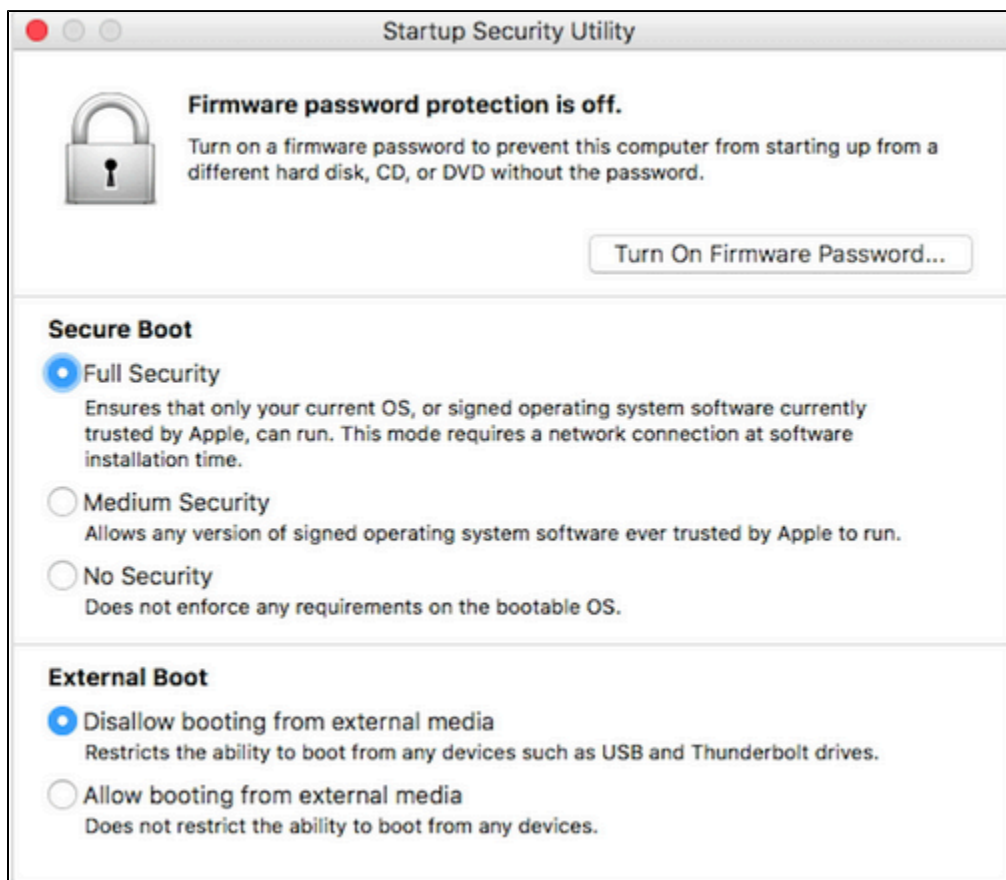 Startup Security Utility
Firmware password protection is off.
Turn on a firmware password to prevent this computer from starting up from a
different hard disk, CD, or DVD without the password.
Turn On Firmware Password...
Secure Boot
Full Security
Ensures that only your current OS, or signed operating system software currently
trusted by Apple, can run. This mode requires a network connection at software
installation time.
Medium Security
Allows any version of signed operating system software ever trusted by Apple to run.
No Security
Does not enforce any requirements on the bootable OS.
External Boot
Disallow booting from external media
Restricts the ability to boot from any devices such as USB and Thunderbolt drives.
Allow booting from external media
Does not restrict the ability to boot from any devices.